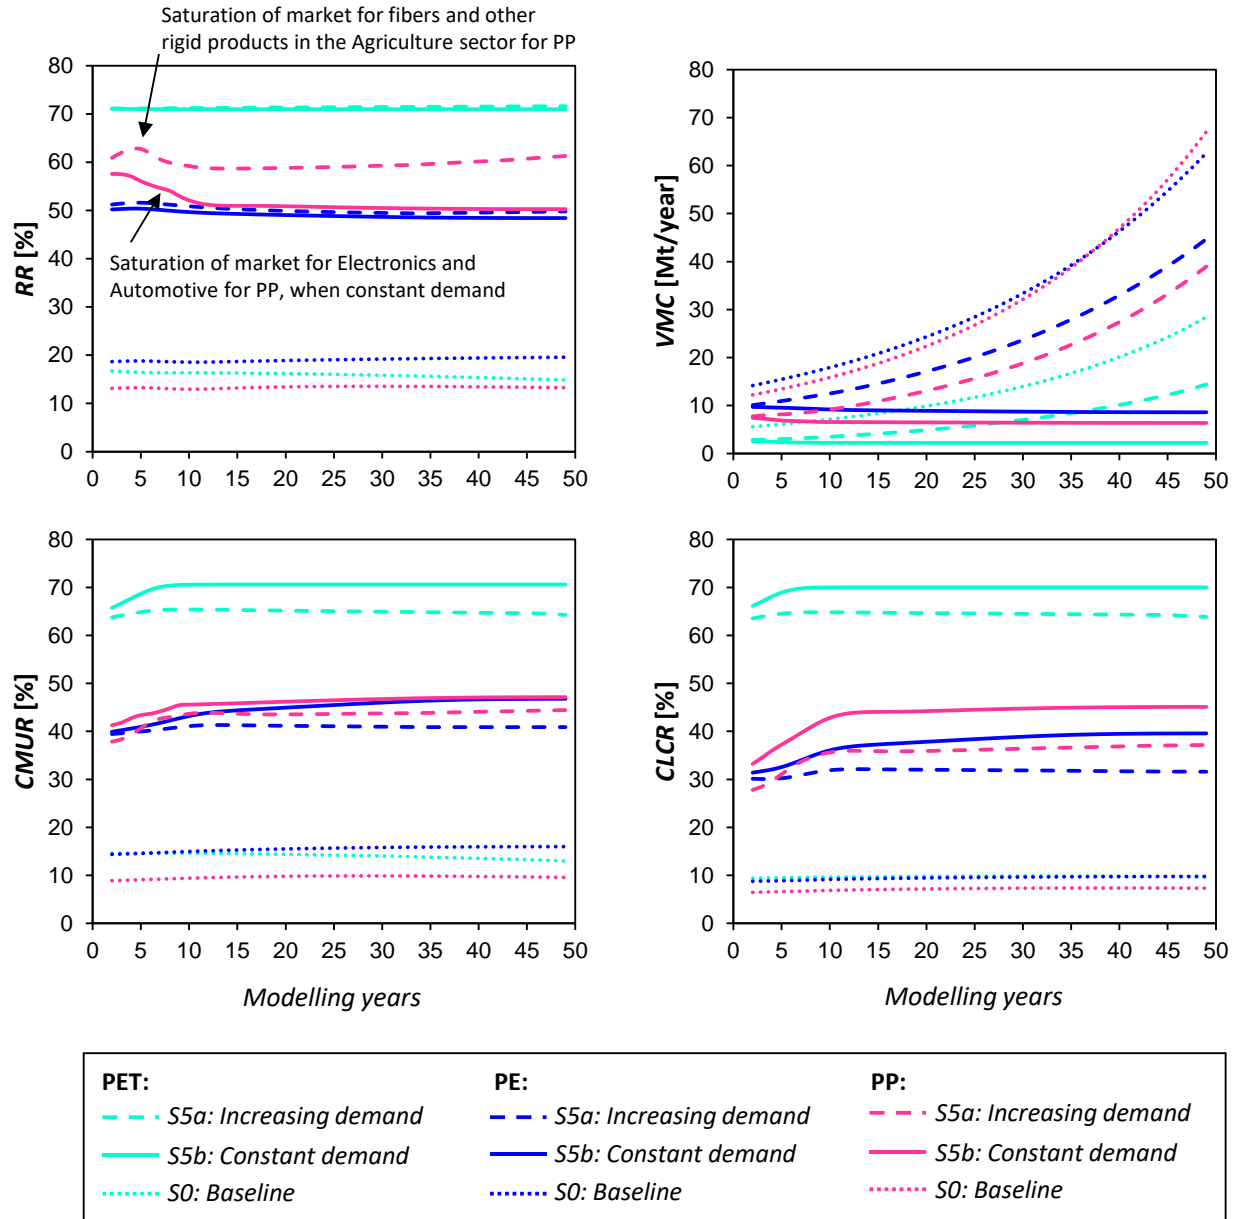 Saturation of market for fibers and other
rigid products in the Agriculture sector for PP
RR [%]
80
70
60
50
40
30
20
10
0
Saturation of market for Electronics and
Automotive for PP, when constant demand
0 5 10 15 20 25 30 35 40 45 50
VMC [Mt/year]
80
70
60
50
40
30
20
10
0
0 5 10 15 20 25 30 35 40 45 50
CMUR [%]
80
70
60
50
40
30
20
10
0
0 5 10 15 20 25 30 35 40 45 50
Modelling years
CLCR [%]
80
70
60
50
40
30
20
10
0
0 5 10 15 20 25 30 35 40 45 50
Modelling years
PET:
S5a: Increasing demand
S5b: Constant demand
S0: Baseline
PE:
S5a: Increasing demand
S5b: Constant demand
S0: Baseline
PP:
S5a: Increasing demand
S5b: Constant demand
S0: Baseline